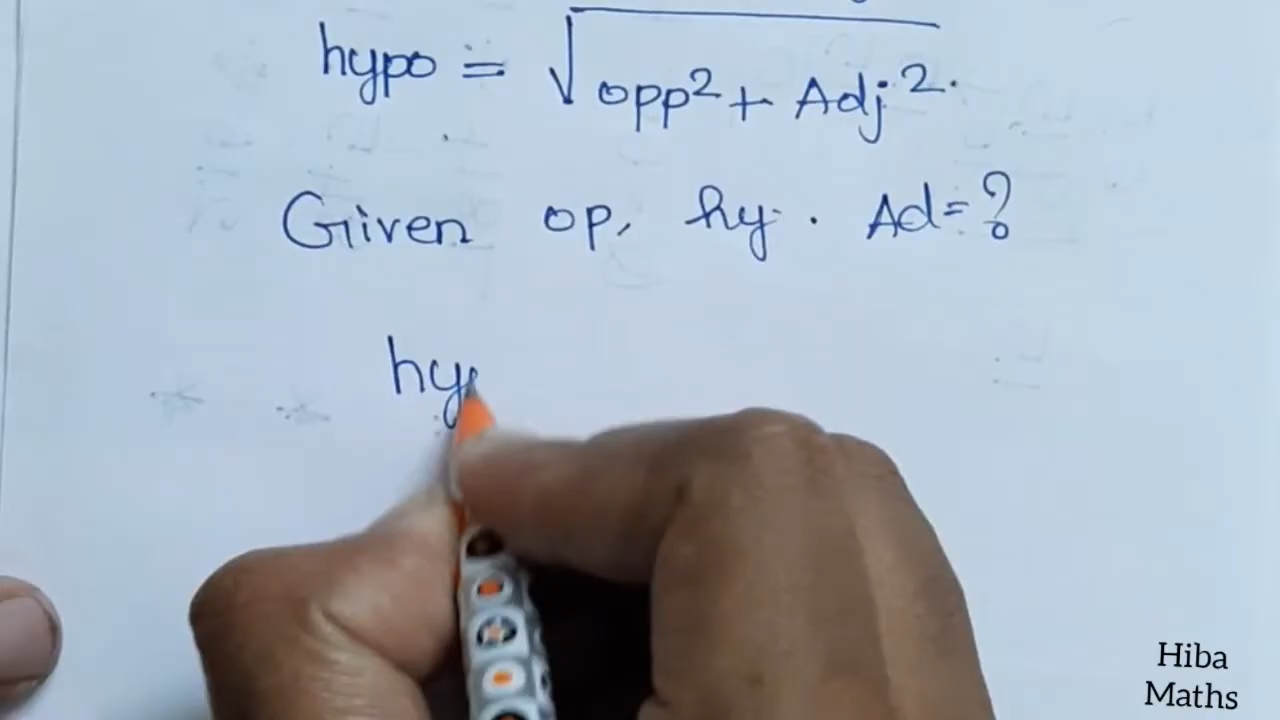 hypo = √opp² + Adj².
Given op, hy. Ad=?
hy
Hiba
Maths